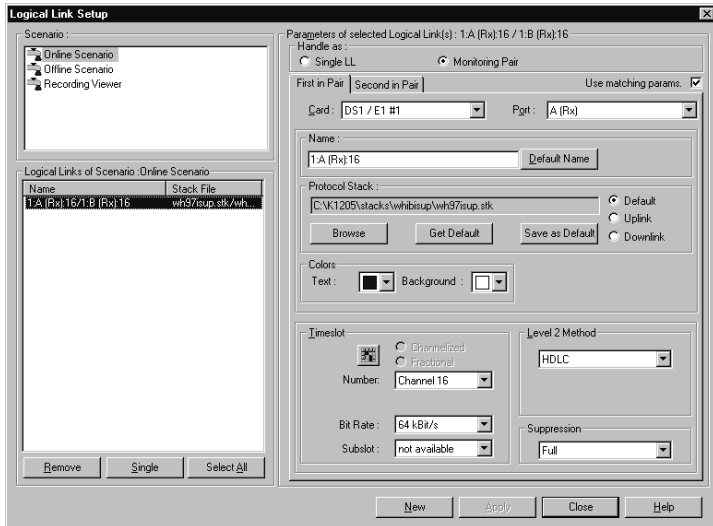 Logical Link Setup
Scenario :
Online Scenario
Offline Scenario
Recording Viewer
Logical Links of Scenario :Online Scenario
Name Stack File
1:A (Rx):16/1:B (Rx):16 wh97isup.stk/wh...
Remove Single Select All
Parameters of selected Logical Link(s) : 1:A (Rx):16 / 1:B (Rx):16
Handle as :
Single LL Monitoring Pair
First in Pair Second in Pair Use matching params.
Card : DS1 / E1 #1 Port : A (Rx)
Name :
1:A (Rx):16 Default Name
Protocol Stack :
C:\K1205\stacks\whibisup\wh97isup.stk
Default
Uplink
Downlink
Browse Get Default Save as Default
Colors
Text : Background :
Timeslot
Channelized
Fractional
Number: Channel 16
Bit Rate : 64 kBit/s
Subslot : not available
Level 2 Method
HDLC
Suppression
Full
New Apply Close Help